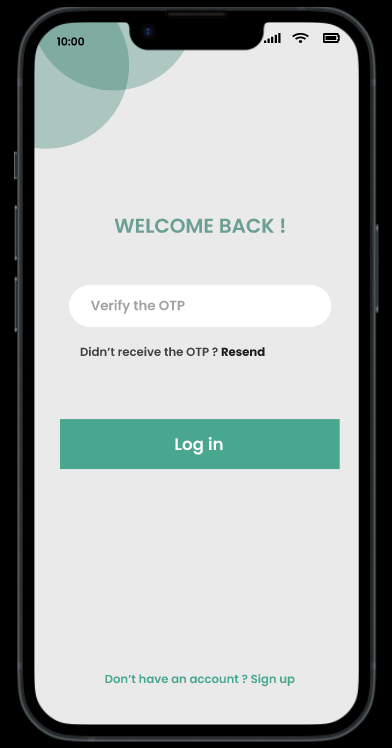 10:00
WELCOME BACK !
Verify the OTP
Didn’t receive the OTP ? Resend
Log in
Don’t have an account ? Sign up